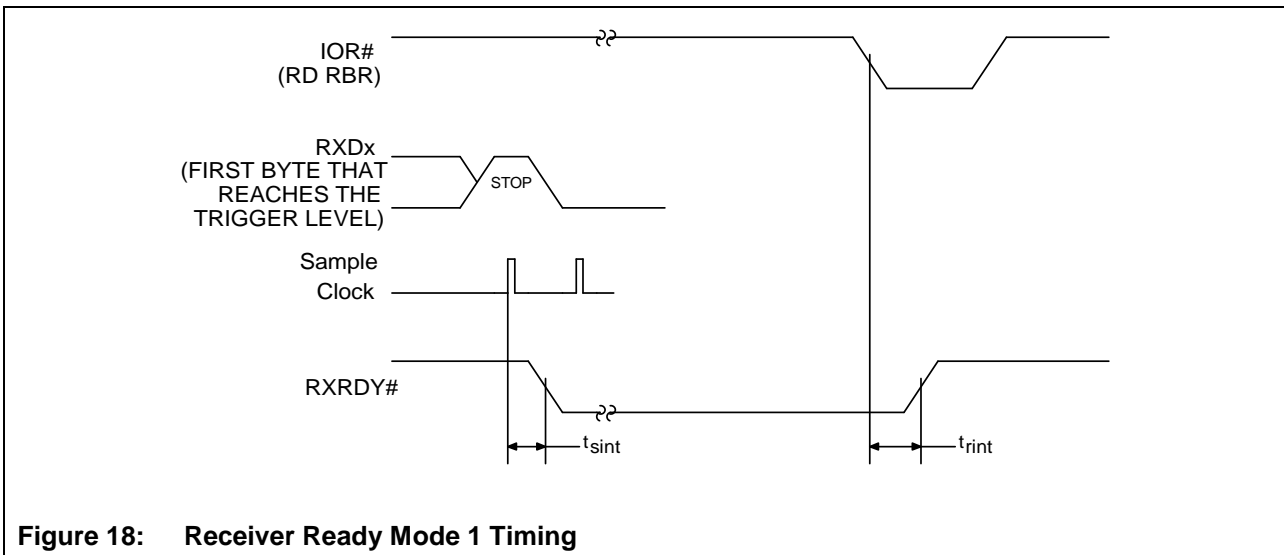 IOR#
(RD RBR)
RXDx
(FIRST BYTE THAT
REACHES THE
TRIGGER LEVEL)
STOP
Sample
Clock
RXRDY#
tsint
trint
Figure 18: Receiver Ready Mode 1 Timing